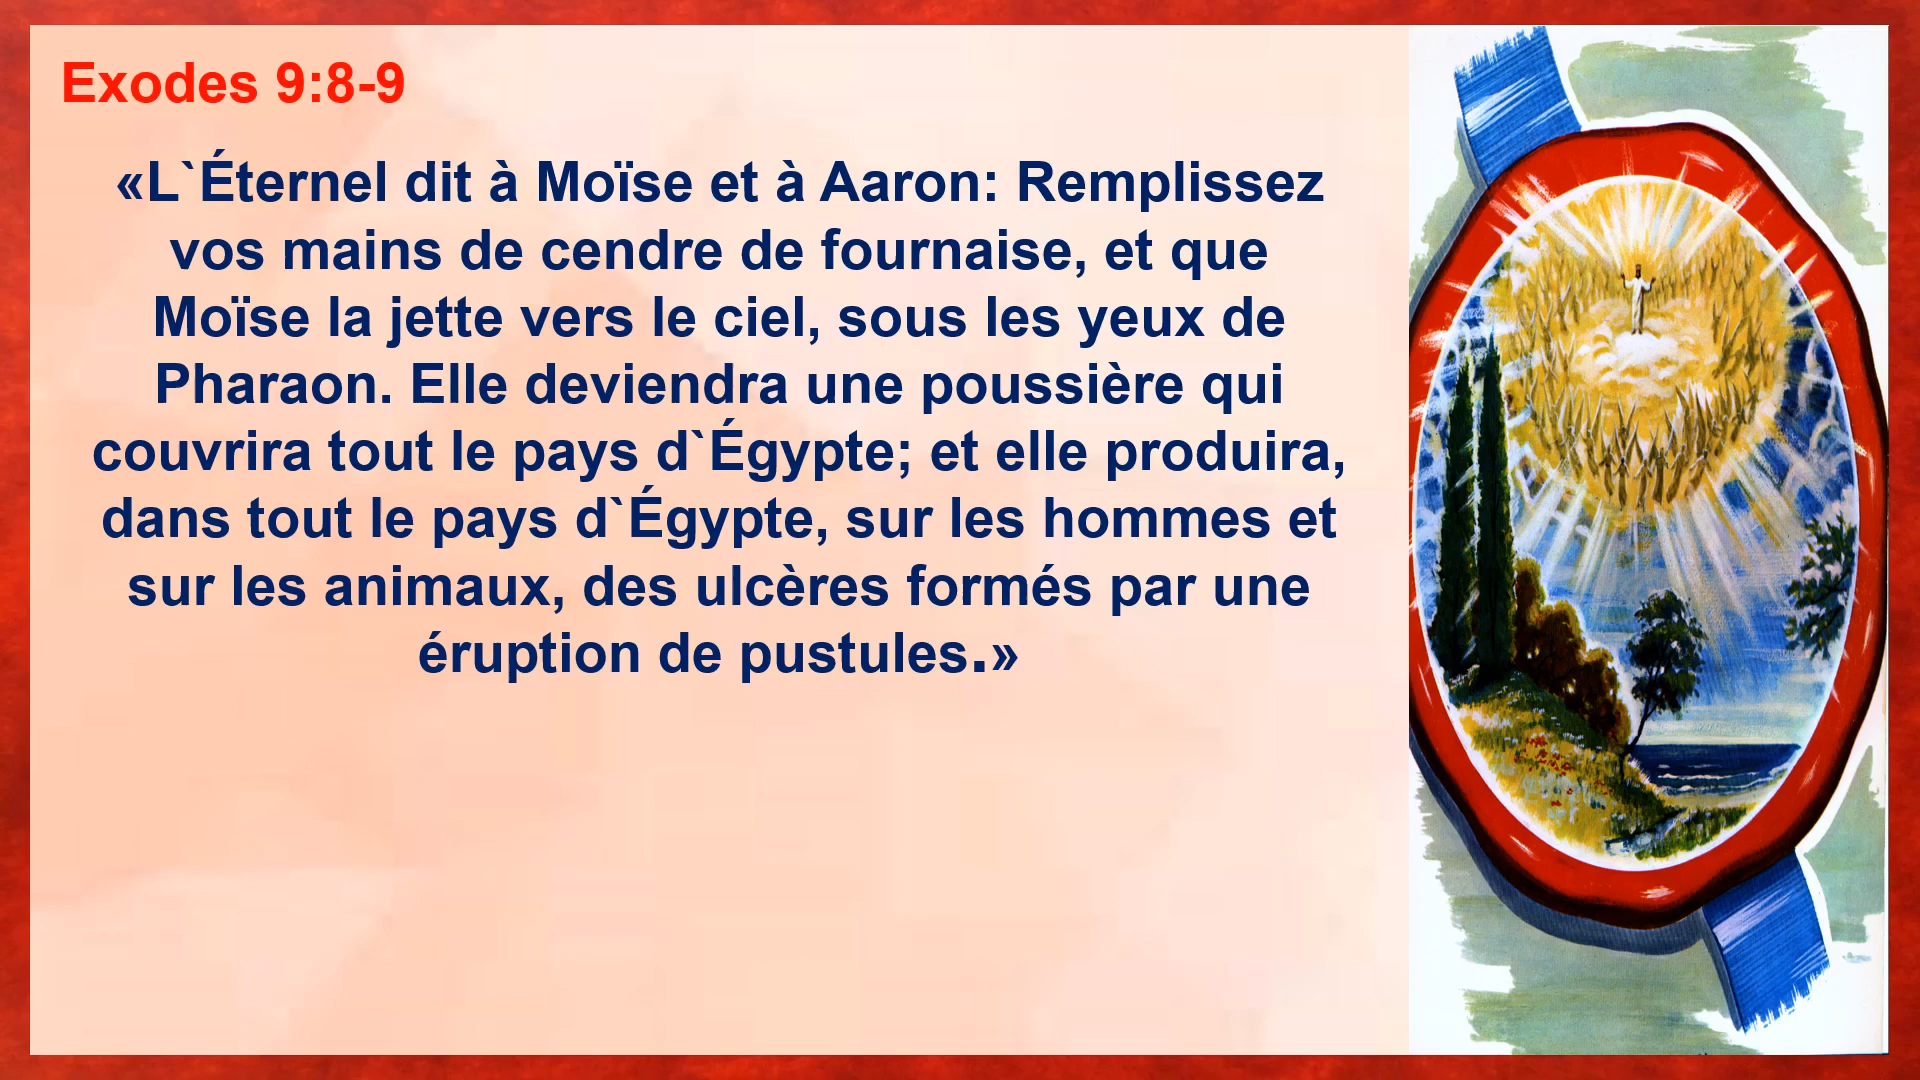 Exodes 9:8-9
«L`Éternel dit à Moïse et à Aaron: Remplissez
vos mains de cendre de fournaise, et que
Moïse la jette vers le ciel, sous les yeux de
Pharaon. Elle deviendra une poussière qui
couvrira tout le pays d`Égypte; et elle produira,
dans tout le pays d`Égypte, sur les hommes et
sur les animaux, des ulcères formés par une
éruption de pustules.»